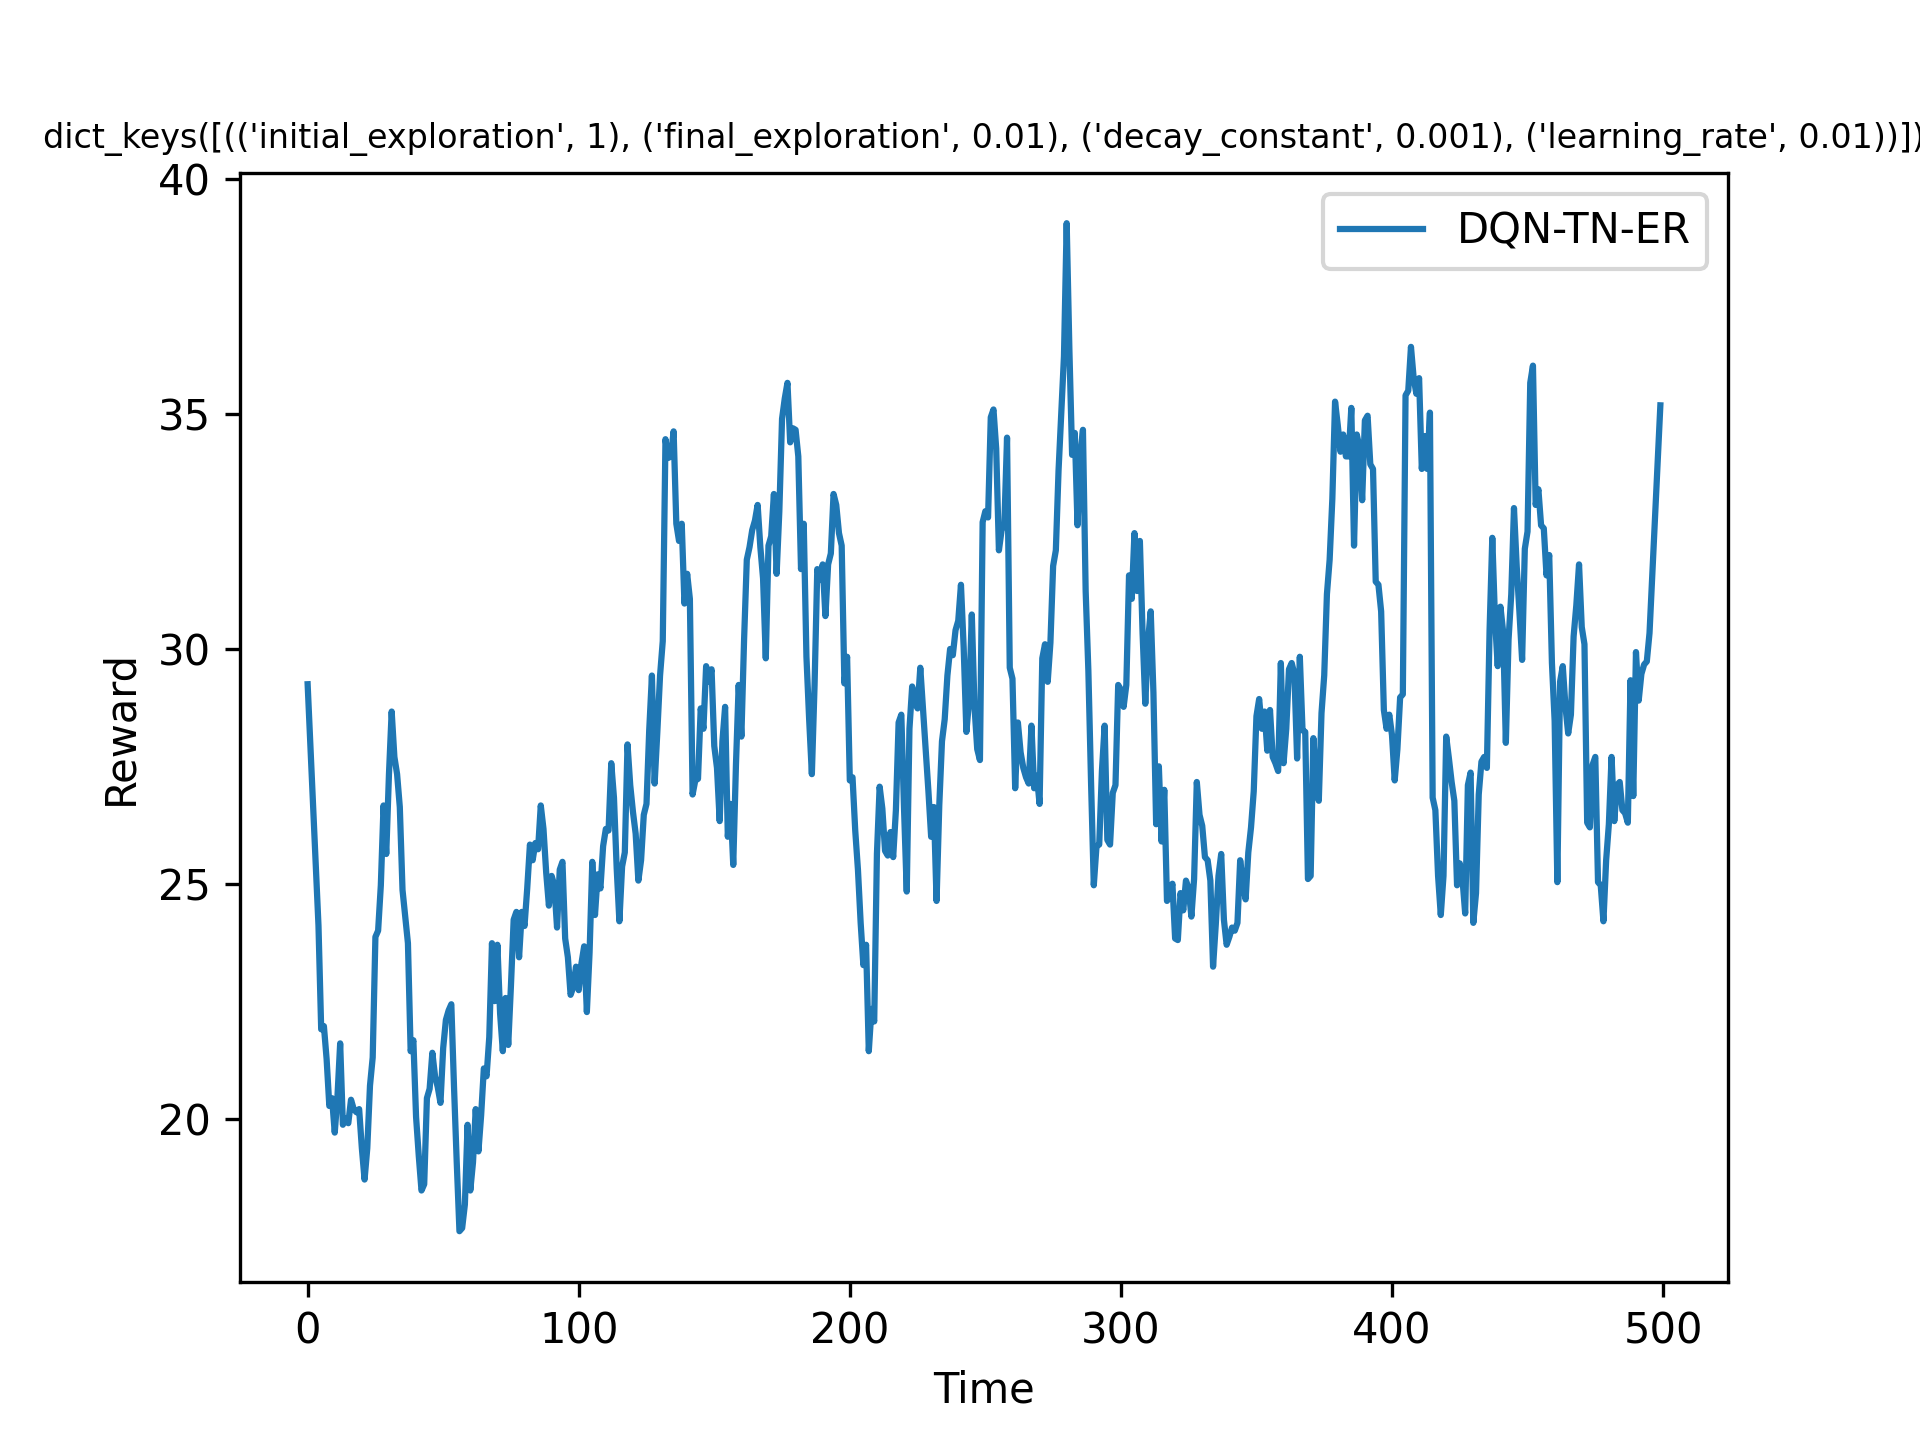 dict_keys([(('initial_exploration', 1), ('final_exploration', 0.01), ('decay_constant', 0.001), ('learning_rate', 0.01))])
DQN-TN-ER
40
35
30
25
20
Reward
0 100 200 300 400 500
Time